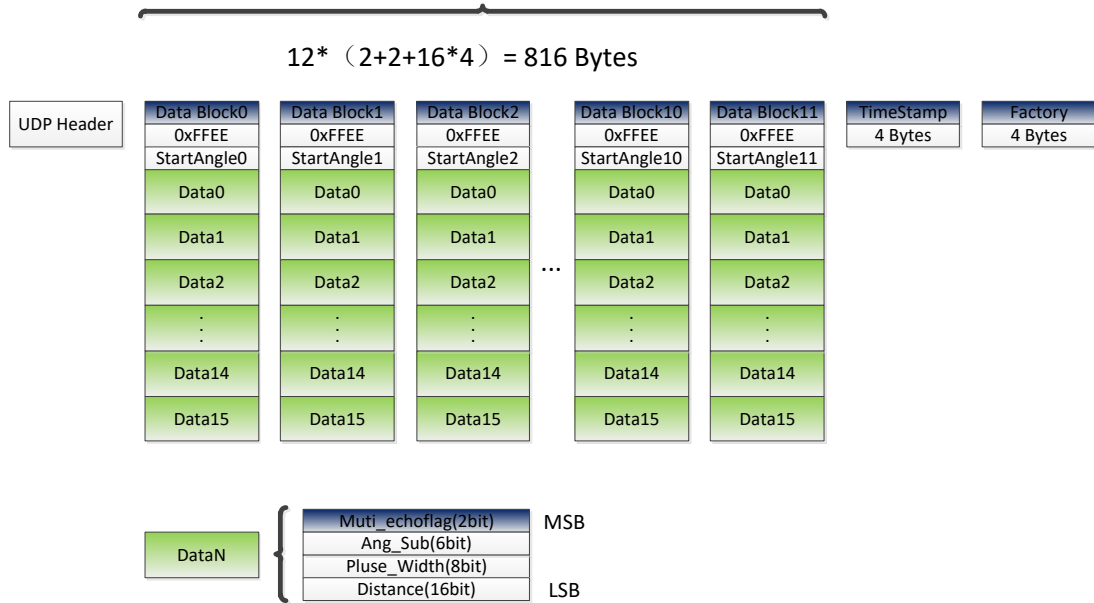 12*（2+2+16*4）= 816 Bytes
UDP Header
Data Block0
0xFFEE
StartAngle0
Data0
Data1
Data2
.
.
.
Data14
Data15
Data Block1
0xFFEE
StartAngle1
Data0
Data1
Data2
.
.
.
Data14
Data15
Data Block2
0xFFEE
StartAngle2
Data0
Data1
Data2
.
.
.
Data14
Data15
...
Data Block10
0xFFEE
StartAngle10
Data0
Data1
Data2
.
.
.
Data14
Data15
Data Block11
0xFFEE
StartAngle11
Data0
Data1
Data2
.
.
.
Data14
Data15
TimeStamp
4 Bytes
Factory
4 Bytes
DataN
Muti_echoflag(2bit)
Ang_Sub(6bit)
Pluse_Width(8bit)
Distance(16bit)
MSB
LSB